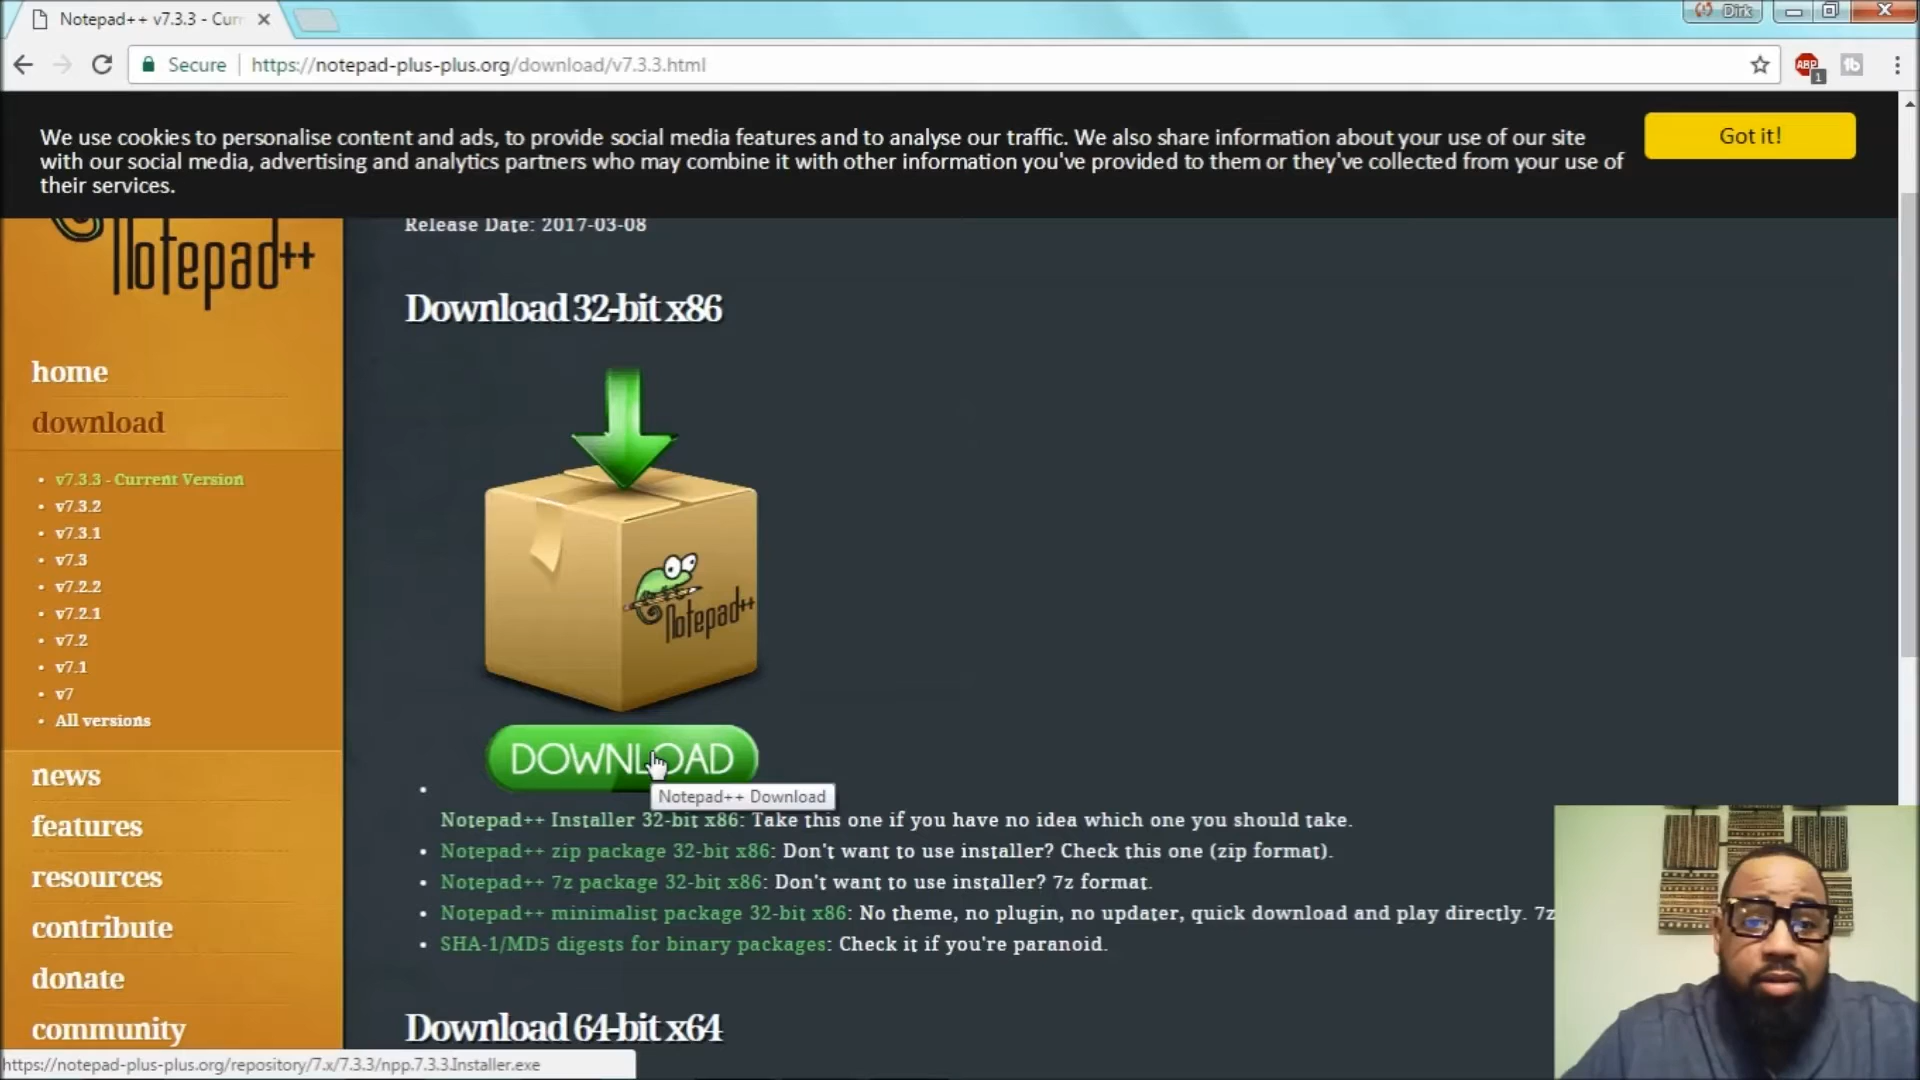 Notepad++ v7.3.3 - Curr
Dirk
Secure
https://notepad-plus-plus.org/download/v7.3.3.html
ABP
1
tb
We use cookies to personalise content and ads, to provide social media features and to analyse our traffic. We also share information about your use of our site
with our social media, advertising and analytics partners who may combine it with other information you've provided to them or they've collected from your use of
their services.
Got it!
Notepad++
Release Date: 2017-03-08
Download 32-bit x86
home
download
v7.3.3 - Current Version
v7.3.2
v7.3.1
v7.3
v7.2.2
v7.2.1
v7.2
v7.1
v7
All versions
news
features
resources
contribute
donate
community
Notepad++
DOWNLOAD
Notepad++ Download
Notepad++ Installer 32-bit x86: Take this one if you have no idea which one you should take.
Notepad++ zip package 32-bit x86: Don't want to use installer? Check this one (zip format).
Notepad++ 7z package 32-bit x86: Don't want to use installer? 7z format.
Notepad++ minimalist package 32-bit x86: No theme, no plugin, no updater, quick download and play directly. 7z
SHA-1/MD5 digests for binary packages: Check it if you're paranoid.
Download 64-bit x64
https://notepad-plus-plus.org/repository/7.x/7.3.3/npp.7.3.3.Installer.exe